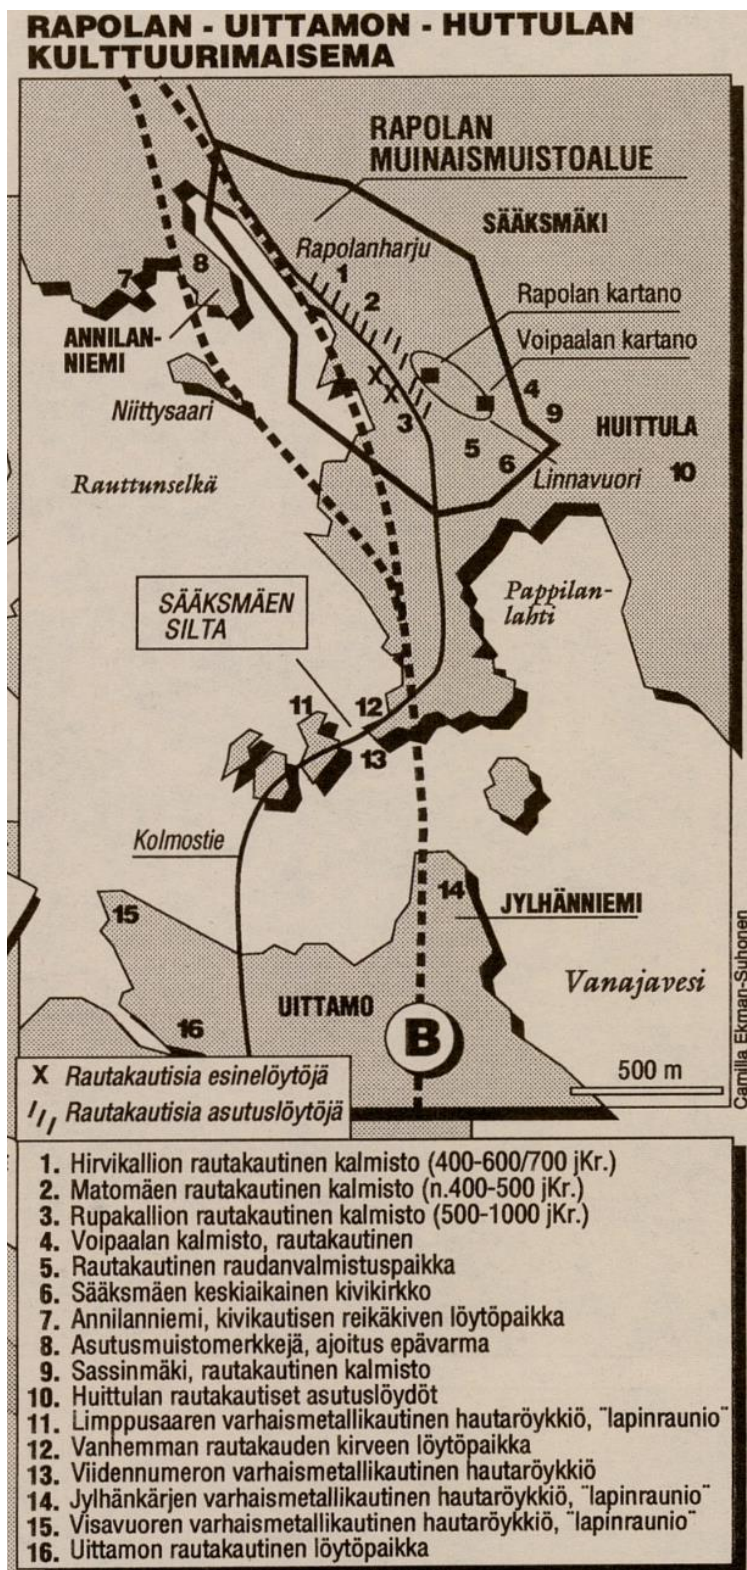 RAPOLAN - UITTAMON - HUTTULAN
KULTTUURIMAISEMA
RAPOLAN
MUINAISMUISTOALUE
SÄÄKSMÄKI
Rapolanharju
1
2
7
8
Rapolan kartano
Voipaalan kartano
ANNILAN-
NIEMI
Niittysaari
X
X
3
4
9
5
6
HUITTULA
Linnavuori
10
Rauttunselkä
SÄÄKSMÄEN
SILTA
Pappilan-
lahti
11
12
13
Kolmostie
14
JYLHÄNNIEMI
15
Vanajavesi
UITTAMO
16
B
500 m
Camilla Ekman-Suhonen
X Rautakautisia esinelöytöjä
Rautakautisia asutuslöytöjä
1. Hirvikallion rautakautinen kalmisto (400-600/700 jKr.)
2. Matomäen rautakautinen kalmisto (n.400-500 jKr.)
3. Rupakallion rautakautinen kalmisto (500-1000 jKr.)
4. Voipaalan kalmisto, rautakautinen
5. Rautakautinen raudanvalmistuspaikka
6. Sääksmäen keskiaikainen kivikirkko
7. Annilanniemi, kivikautisen reikäkiven löytöpaikka
8. Asutusmuistomerkkejä, ajoitus epävarma
9. Sassinmäki, rautakautinen kalmisto
10. Huittulan rautakautiset asutuslöydöt
11. Limppusaaren varhaismetallikautinen hautaröykkiö, "lapinraunio"
12. Vanhemman rautakauden kirveen löytöpaikka
13. Viidennumeron varhaismetallikautinen hautaröykkiö
14. Jylhänkärjen varhaismetallikautinen hautaröykkiö, "lapinraunio"
15. Visavuoren varhaismetallikautinen hautaröykkiö, "lapinraunio"
16. Uittamon rautakautinen löytöpaikka